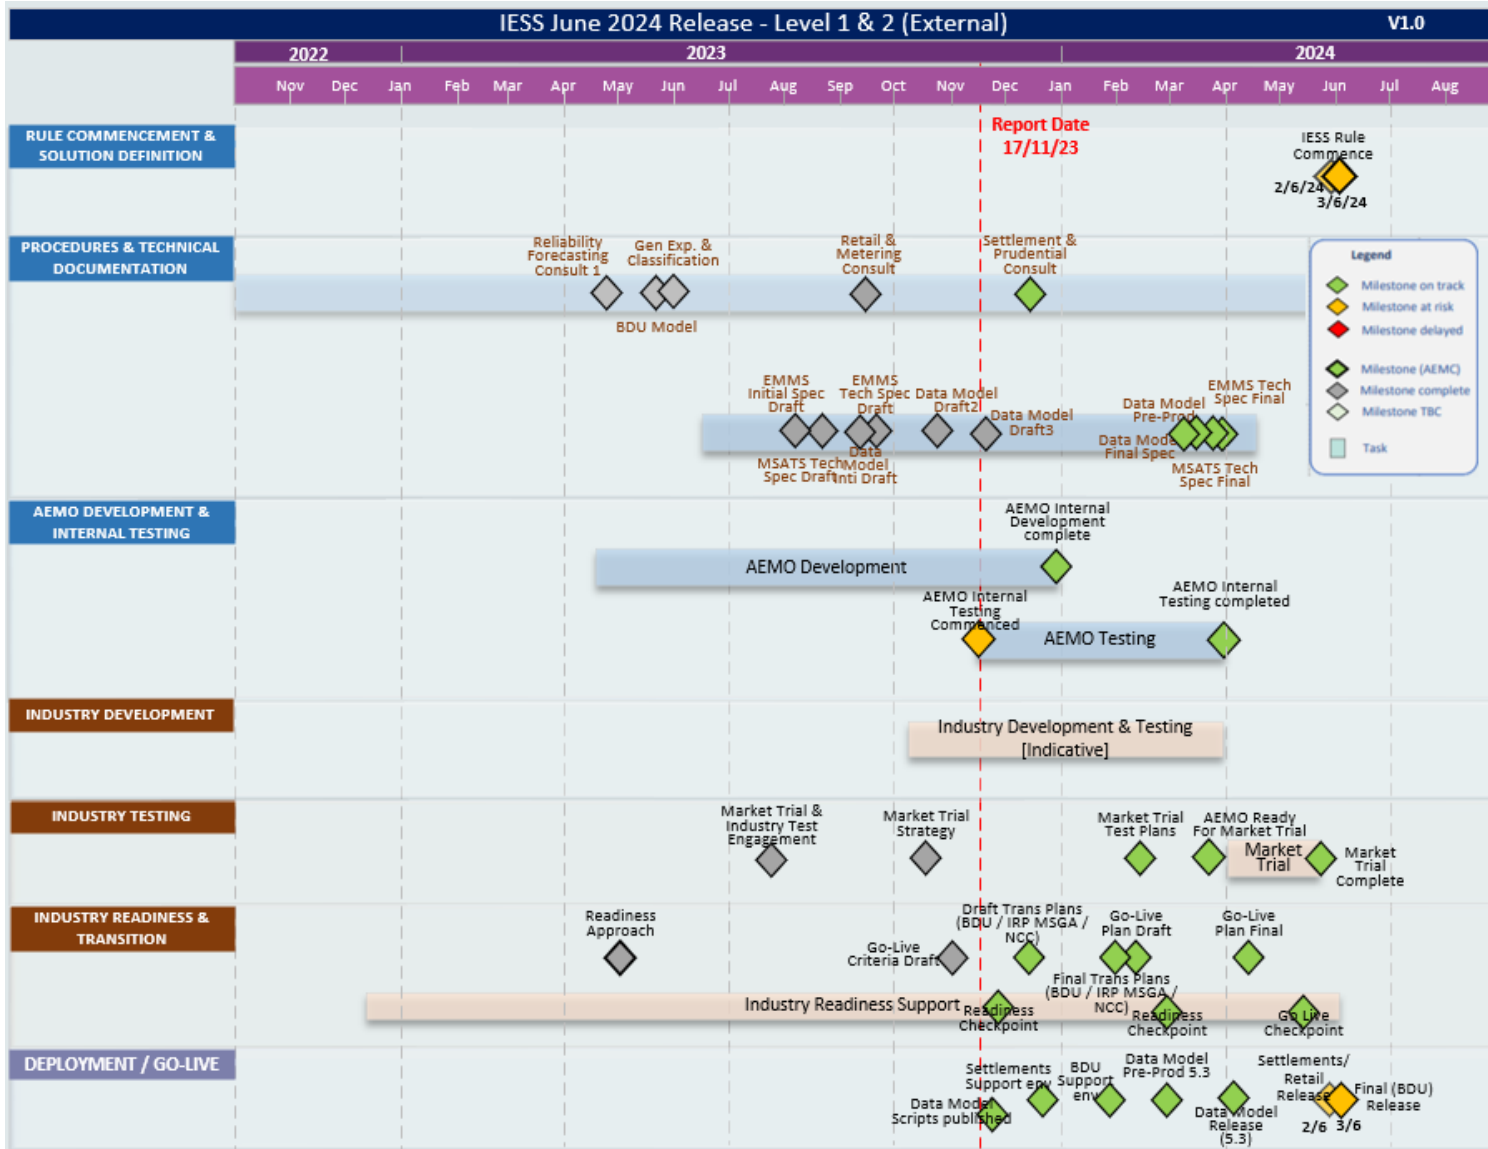 IESS June 2024 Release - Level 1 & 2 (External)
V1.0
2022
2023
2024
Nov Dec Jan Feb Mar Apr May Jun Jul Aug Sep Oct Nov Dec Jan Feb Mar Apr May Jun Jul Aug
Report Date
17/11/23
RULE COMMENCEMENT &
SOLUTION DEFINITION
IESS Rule
Commence
2/6/24
3/6/24
PROCEDURES & TECHNICAL
DOCUMENTATION
Reliability
Forecasting
Consult 1
Gen Exp. &
Classification
BDU Model
Retail &
Metering
Consult
Settlement &
Prudential
Consult
Legend
Milestone on track
Milestone at risk
Milestone delayed
Milestone (AEMC)
Milestone complete
Milestone TBC
Task
EMMS
Initial Spec
Draft
MSATS Tech
Spec Draft
EMMS
Tech Spec
Draft
Data
Model
Inti Draft
Data Model
Draft2
Data Model
Draft3
Data Model
Pre-Prod
Data Model
Final Spec
EMMS Tech
Spec Final
MSATS Tech
Spec Final
AEMO DEVELOPMENT &
INTERNAL TESTING
AEMO Internal
Development
complete
AEMO Development
AEMO Internal
Testing
Commenced
AEMO Testing
AEMO Internal
Testing completed
INDUSTRY DEVELOPMENT
Industry Development & Testing
[Indicative]
INDUSTRY TESTING
Market Trial &
Industry Test
Engagement
Market Trial
Strategy
Market Trial
Test Plans
AEMO Ready
For Market Trial
Market
Trial
Market
Trial
Complete
INDUSTRY READINESS &
TRANSITION
Readiness
Approach
Go-Live
Criteria Draft
Draft Trans Plans
(BDU / IRP MSGA /
NCC)
Go-Live
Plan Draft
Go-Live
Plan Final
Final Trans Plans
(BDU / IRP MSGA /
NCC)
Industry Readiness Support
Readiness
Checkpoint
Readiness
Checkpoint
Go Live
Checkpoint
DEPLOYMENT / GO-LIVE
Data Model
Scripts published
Settlements
Support env
BDU
Support
env
Data Model
Pre-Prod 5.3
Data Model
Release
(5.3)
Settlements/
Retail
Release
2/6
3/6
Final (BDU)
Release